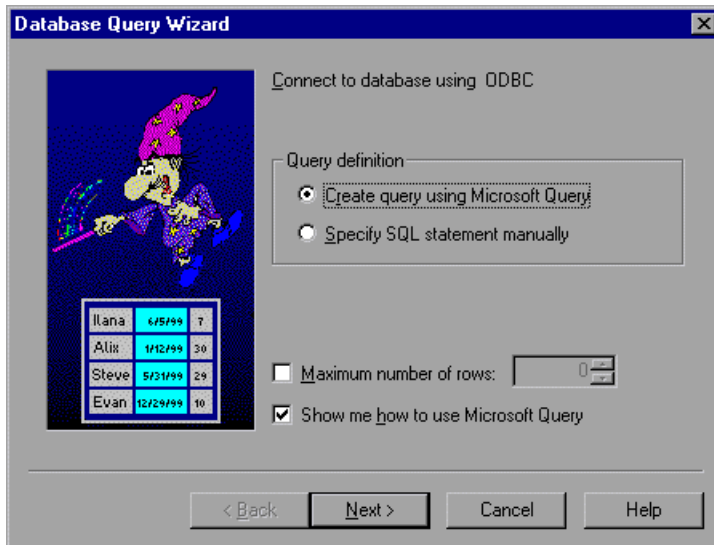 Database Query Wizard
Connect to database using ODBC
Query definition
Create query using Microsoft Query
Specify SQL statement manually
Ilana 6/5/99 7
Alix 1/12/99 30
Steve 5/31/99 29
Evan 12/29/99 10
Maximum number of rows: 0
Show me how to use Microsoft Query
< Back Next > Cancel Help